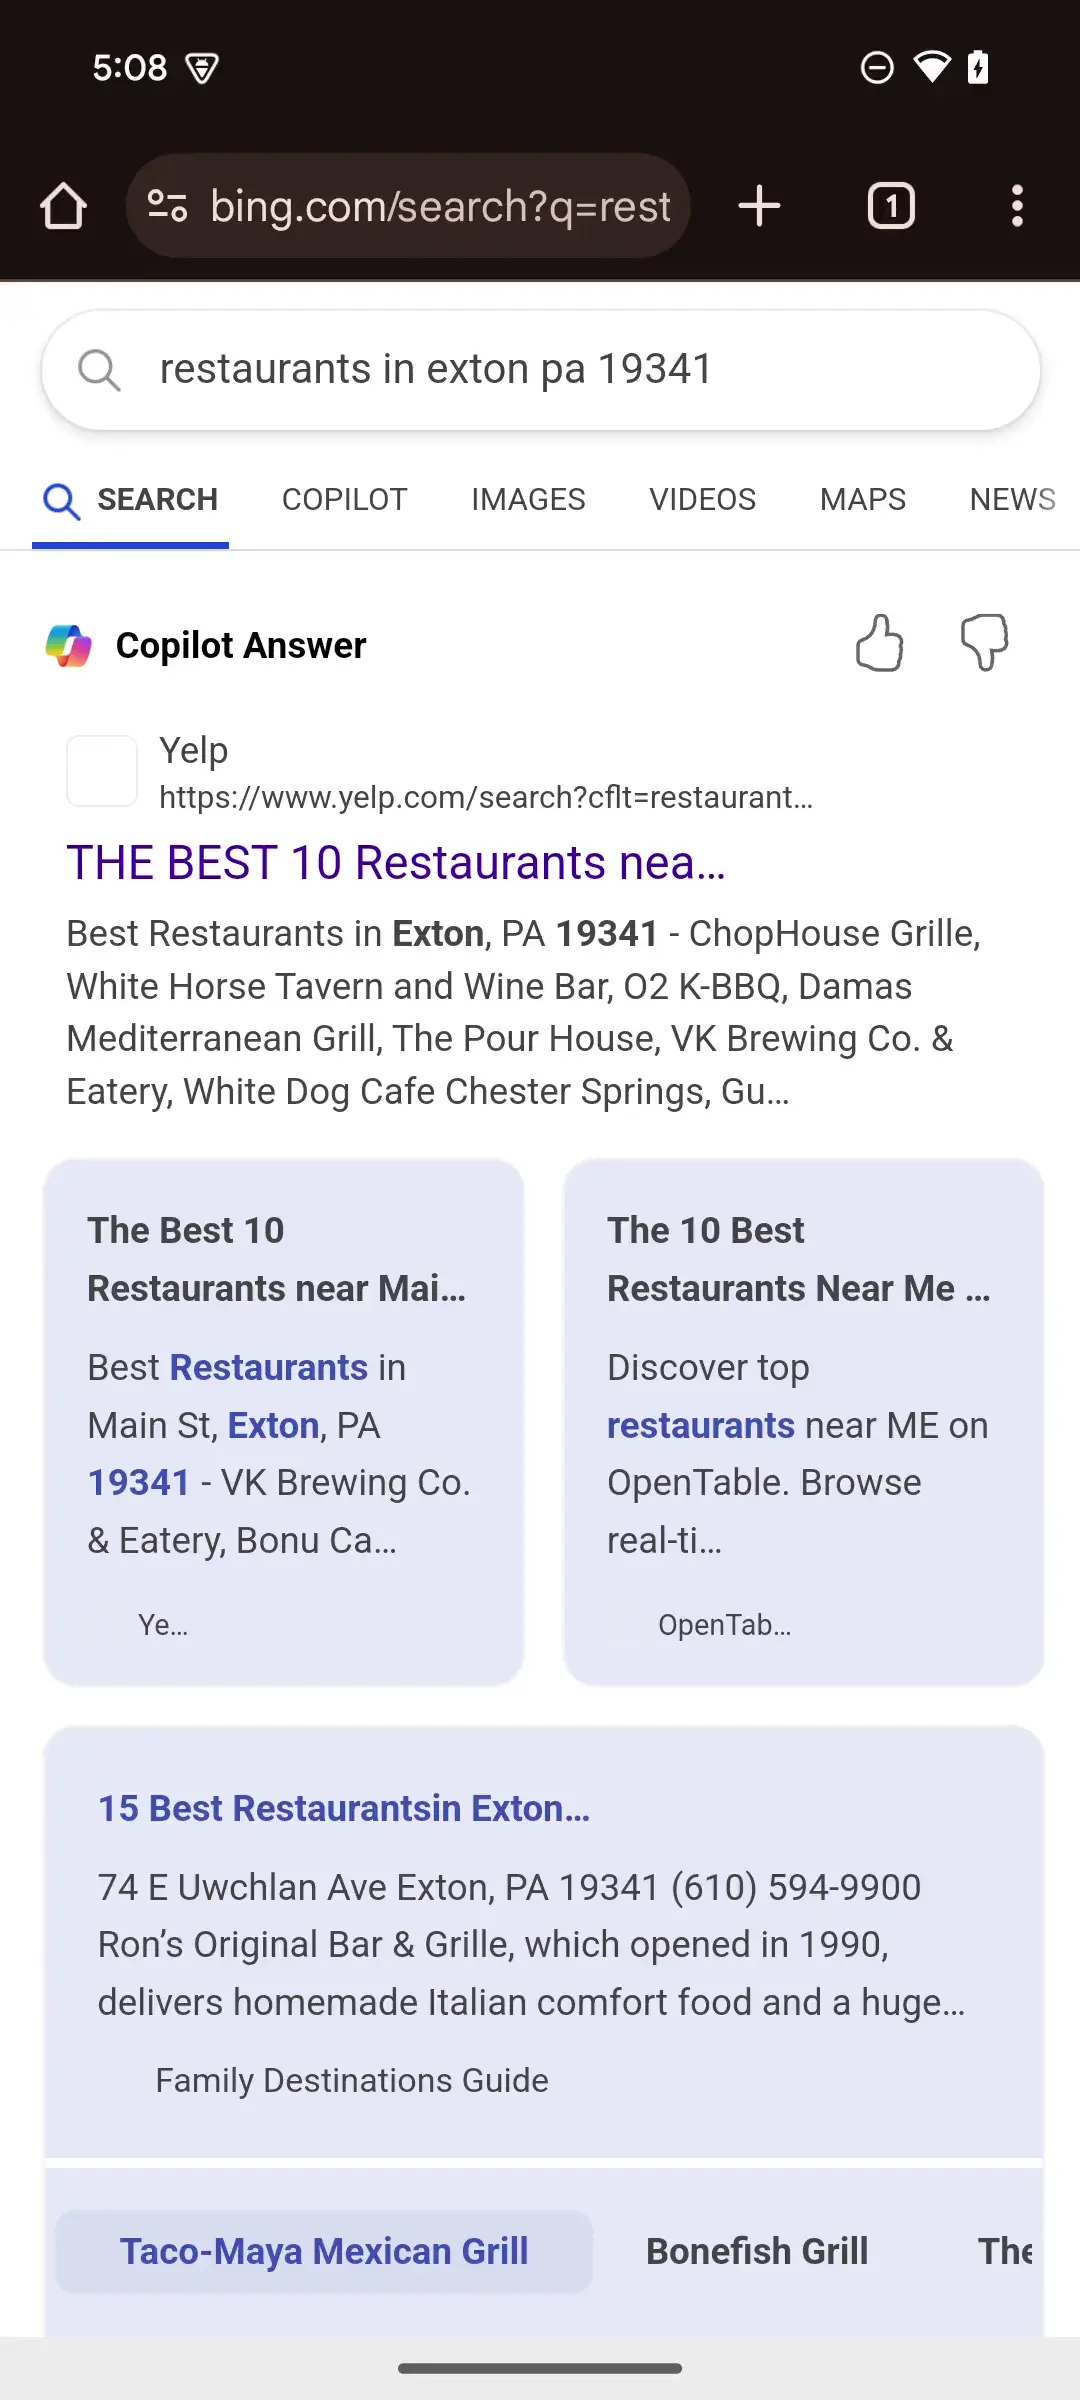 5:08
bing.com/search?q=rest
1
restaurants in exton pa 19341
SEARCH COPILOT IMAGES VIDEOS MAPS NEWS
Copilot Answer
Yelp
https://www.yelp.com/search?cflt=restaurant...
THE BEST 10 Restaurants nea...
Best Restaurants in Exton, PA 19341 - ChopHouse Grille,
White Horse Tavern and Wine Bar, O2 K-BBQ, Damas
Mediterranean Grill, The Pour House, VK Brewing Co. &
Eatery, White Dog Cafe Chester Springs, Gu...
The Best 10
Restaurants near Mai...
Best Restaurants in
Main St, Exton, PA
19341 - VK Brewing Co.
& Eatery, Bonu Ca...
Ye...
The 10 Best
Restaurants Near Me ...
Discover top
restaurants near ME on
OpenTable. Browse
real-ti...
OpenTab...
15 Best Restaurantsin Exton...
74 E Uwchlan Ave Exton, PA 19341 (610) 594-9900
Ron’s Original Bar & Grille, which opened in 1990,
delivers homemade Italian comfort food and a huge...
Family Destinations Guide
Taco-Maya Mexican Grill Bonefish Grill The